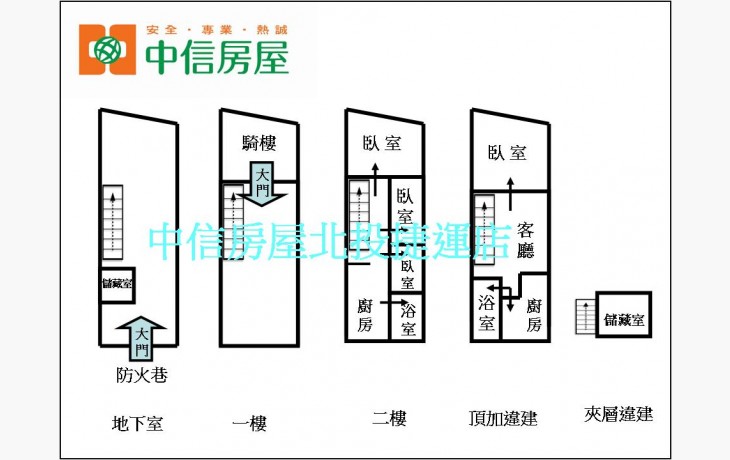 安全・專業・熱誠
中信房屋
儲藏室
大門
防火巷
地下室
騎樓
大門
一樓
臥室
臥室
臥室
廚房
浴室
二樓
臥室
客廳
浴室
廚房
頂加違建
儲藏室
夾層違建
中信房屋北投捷運店